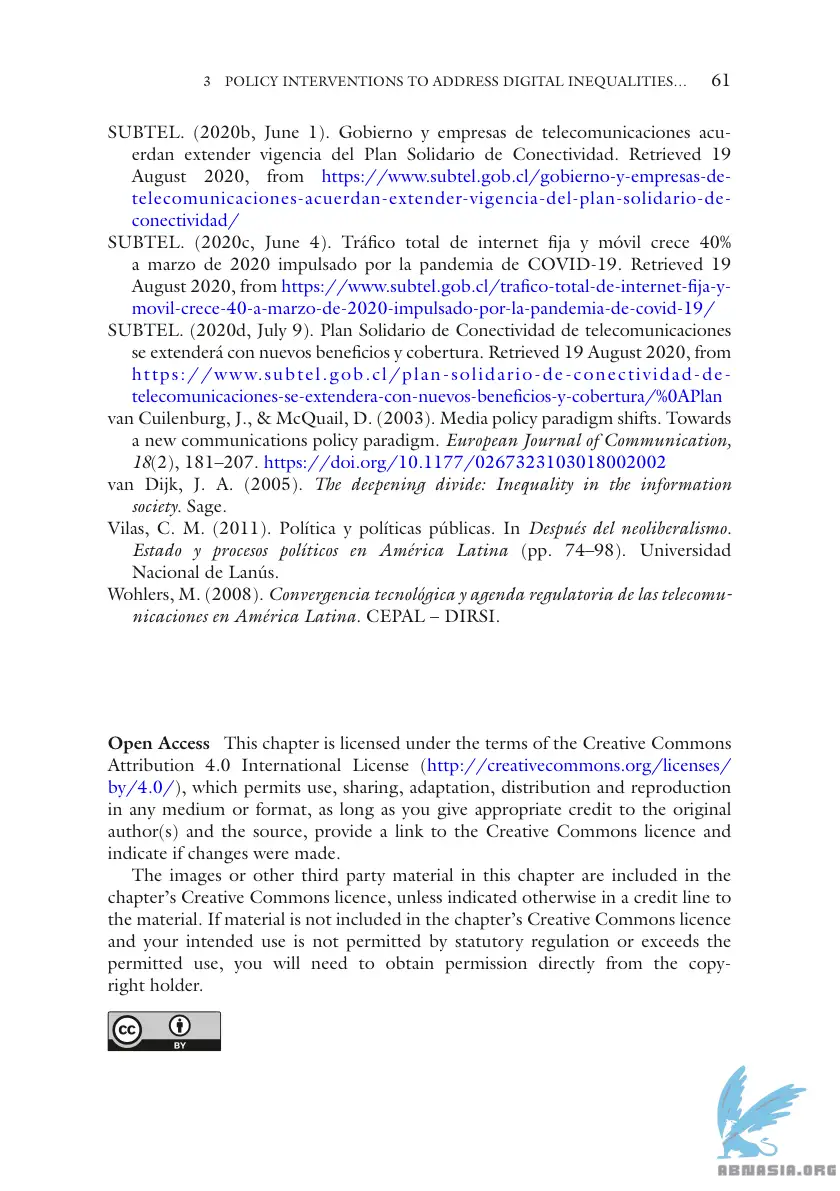 3 POLICY INTERVENTIONS TO ADDRESS DIGITAL INEQUALITIES… 61
SUBTEL. (2020b, June 1). Gobierno y empresas de telecomunicaciones acu-
erdan extender vigencia del Plan Solidario de Conectividad. Retrieved 19
August 2020, from https://www.subtel.gob.cl/gobierno-y-empresas-de-
telecomunicaciones-acuerdan-extender-vigencia-del-plan-solidario-de-
conectividad/
SUBTEL. (2020c, June 4). Tráfico total de internet fija y móvil crece 40%
a marzo de 2020 impulsado por la pandemia de COVID-19. Retrieved 19
August 2020, from https://www.subtel.gob.cl/trafico-total-de-internet-fija-y-
movil-crece-40-a-marzo-de-2020-impulsado-por-la-pandemia-de-covid-19/
SUBTEL. (2020d, July 9). Plan Solidario de Conectividad de telecomunicaciones
se extenderá con nuevos beneficios y cobertura. Retrieved 19 August 2020, from
https://www.subtel.gob.cl/plan-solidario-de-conectividad-de-
telecomunicaciones-se-extendera-con-nuevos-beneficios-y-cobertura/%0APlan
van Cuilenburg, J., & McQuail, D. (2003). Media policy paradigm shifts. Towards
a new communications policy paradigm. European Journal of Communication,
18(2), 181–207. https://doi.org/10.1177/0267323103018002002
van Dijk, J. A. (2005). The deepening divide: Inequality in the information
society. Sage.
Vilas, C. M. (2011). Política y políticas públicas. In Después del neoliberalismo.
Estado y procesos políticos en América Latina (pp. 74–98). Universidad
Nacional de Lanús.
Wohlers, M. (2008). Convergencia tecnológica y agenda regulatoria de las telecomu-
nicaciones en América Latina. CEPAL – DIRSI.
Open Access This chapter is licensed under the terms of the Creative Commons
Attribution 4.0 International License (http://creativecommons.org/licenses/
by/4.0/), which permits use, sharing, adaptation, distribution and reproduction
in any medium or format, as long as you give appropriate credit to the original
author(s) and the source, provide a link to the Creative Commons licence and
indicate if changes were made.
The images or other third party material in this chapter are included in the
chapter's Creative Commons licence, unless indicated otherwise in a credit line to
the material. If material is not included in the chapter's Creative Commons licence
and your intended use is not permitted by statutory regulation or exceeds the
permitted use, you will need to obtain permission directly from the copy-
right holder.
CC
BY
ABNASIA.ORG